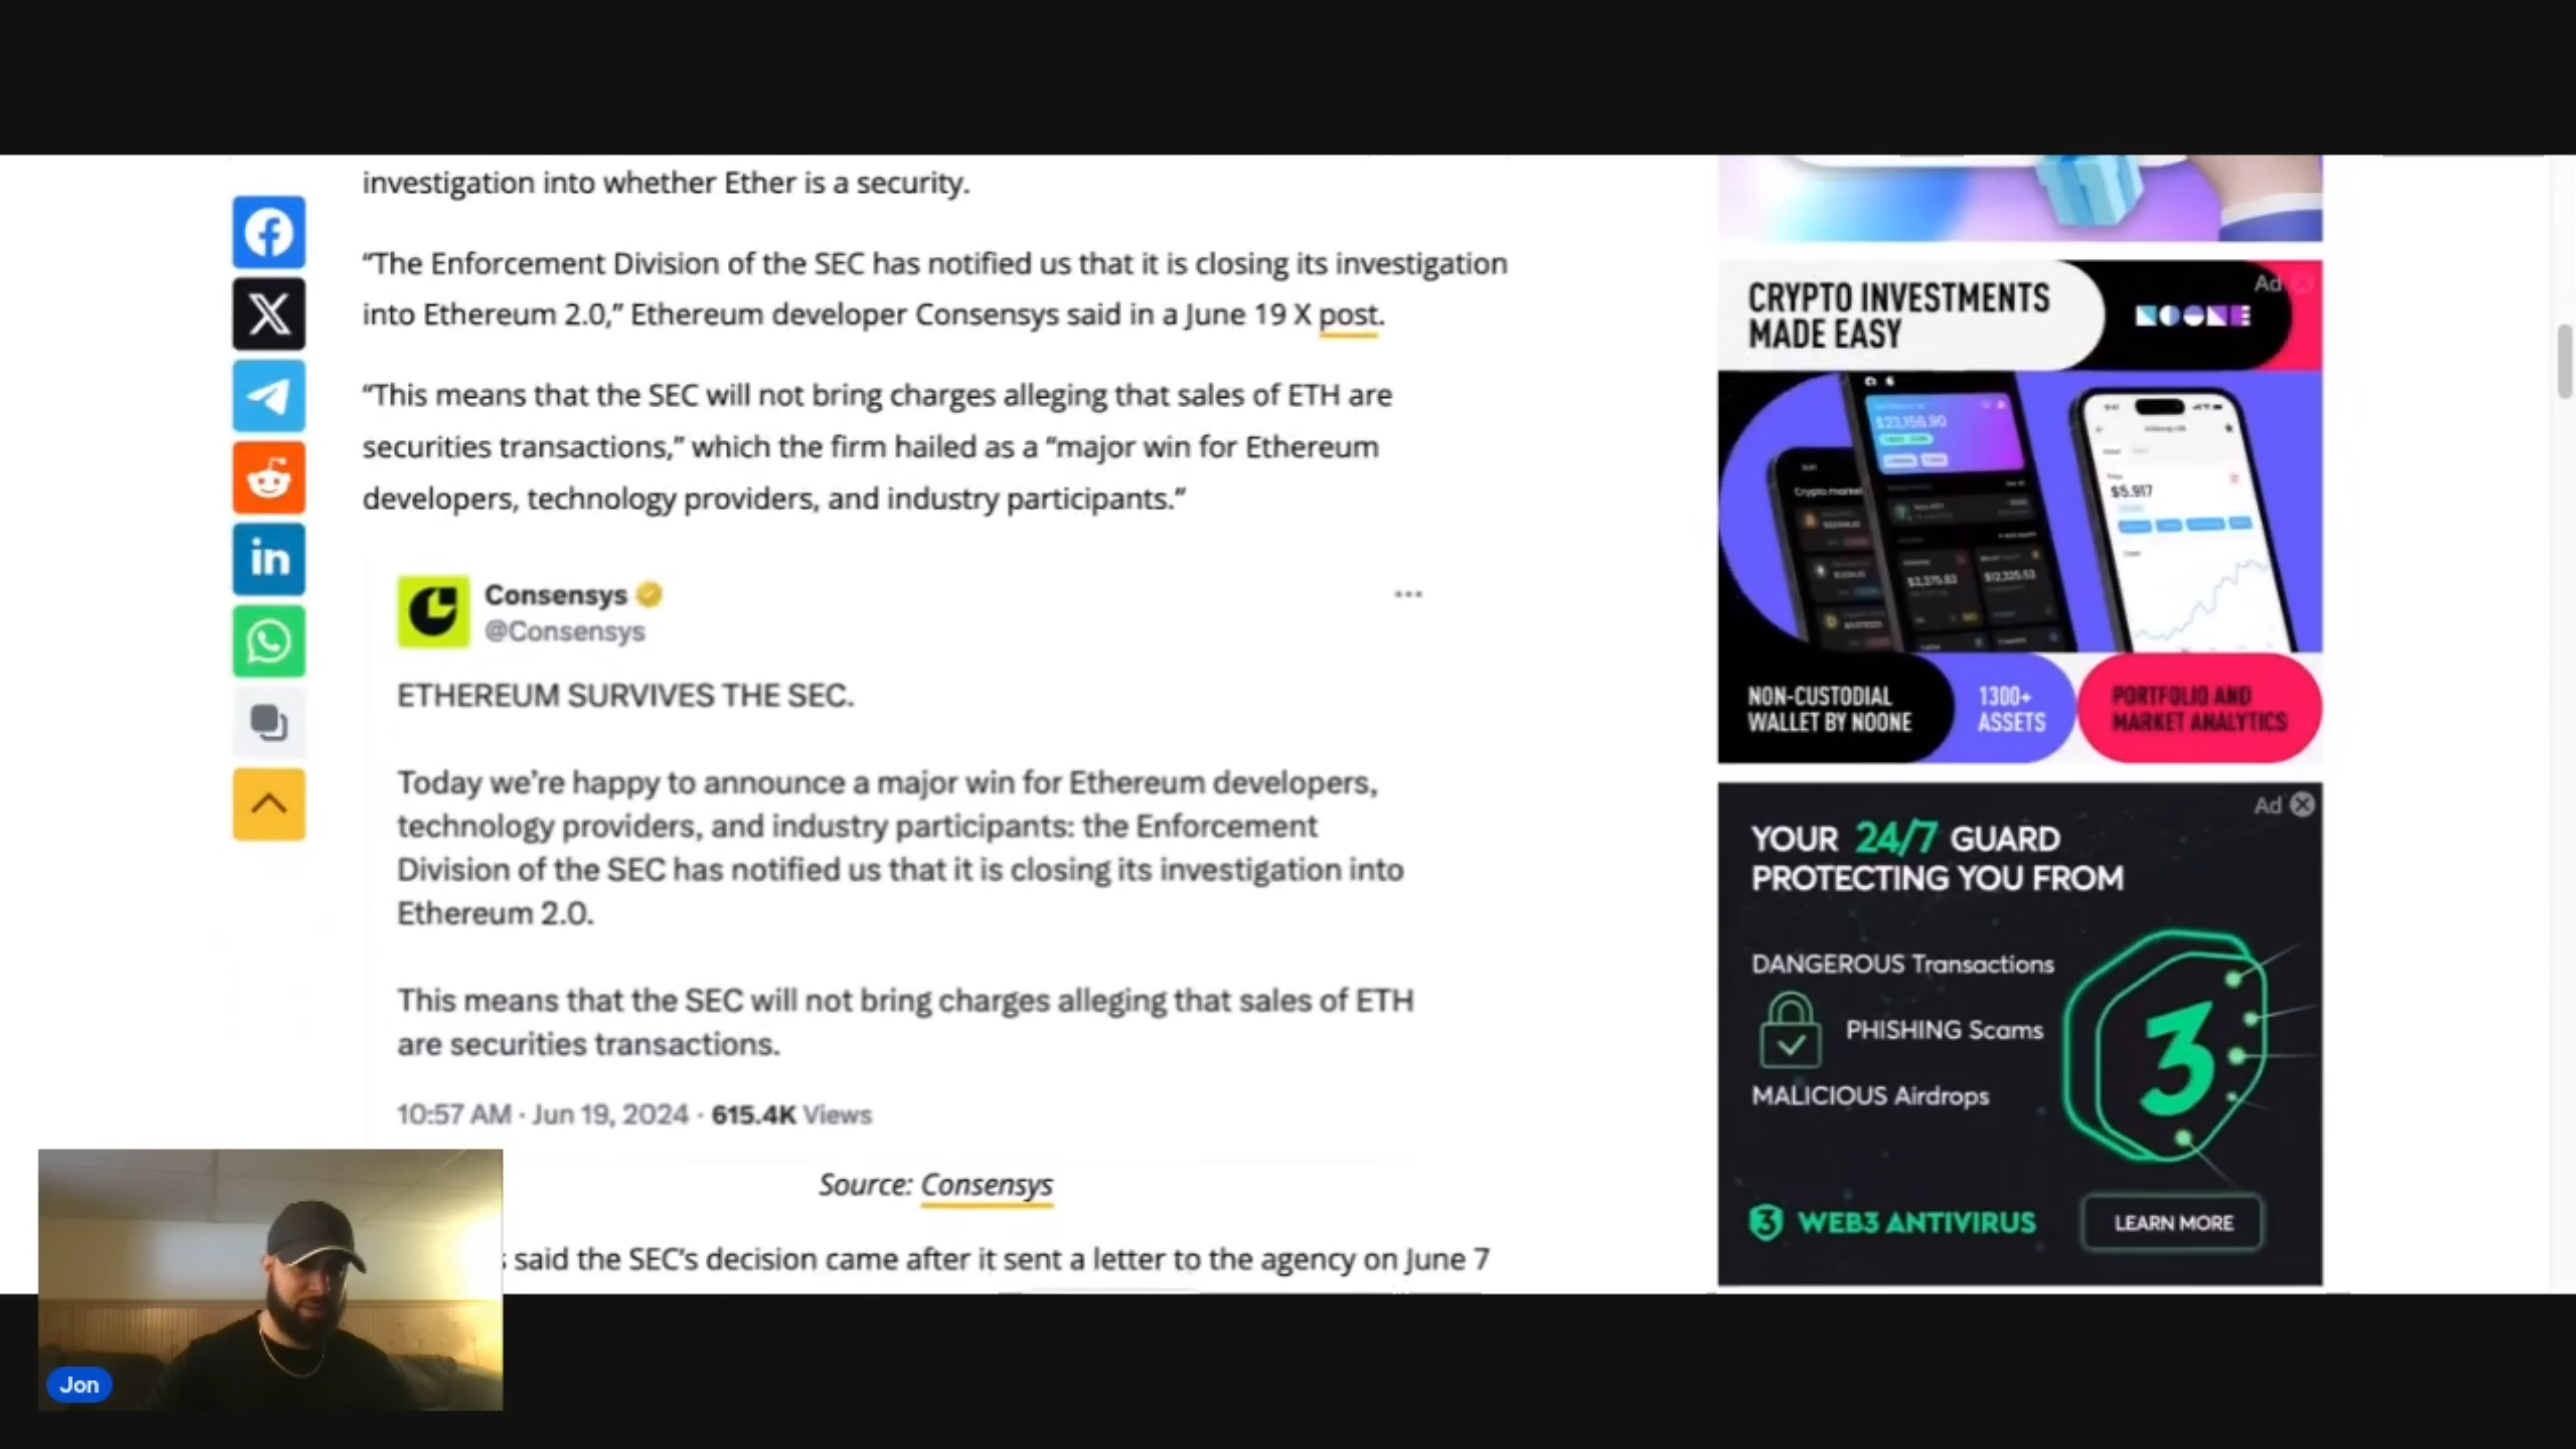 investigation into whether Ether is a security.
“The Enforcement Division of the SEC has notified us that it is closing its investigation
into Ethereum 2.0,” Ethereum developer Consensys said in a June 19 X post.
“This means that the SEC will not bring charges alleging that sales of ETH are
securities transactions,” which the firm hailed as a “major win for Ethereum
developers, technology providers, and industry participants.”
Consensys
@Consensys
ETHEREUM SURVIVES THE SEC.
Today we’re happy to announce a major win for Ethereum developers,
technology providers, and industry participants: the Enforcement
Division of the SEC has notified us that it is closing its investigation into
Ethereum 2.0.
This means that the SEC will not bring charges alleging that sales of ETH
are securities transactions.
10:57 AM · Jun 19, 2024 · 615.4K Views
Source: Consensys
said the SEC’s decision came after it sent a letter to the agency on June 7
Jon
Ad
CRYPTO INVESTMENTS
MADE EASY
NOONE
$23,156.90
Crypto market
$5,917
NON-CUSTODIAL
WALLET BY NOONE
1300+
ASSETS
PORTFOLIO AND
MARKET ANALYTICS
Ad
YOUR 24/7 GUARD
PROTECTING YOU FROM
DANGEROUS Transactions
PHISHING Scams
MALICIOUS Airdrops
3
WEB3 ANTIVIRUS
LEARN MORE